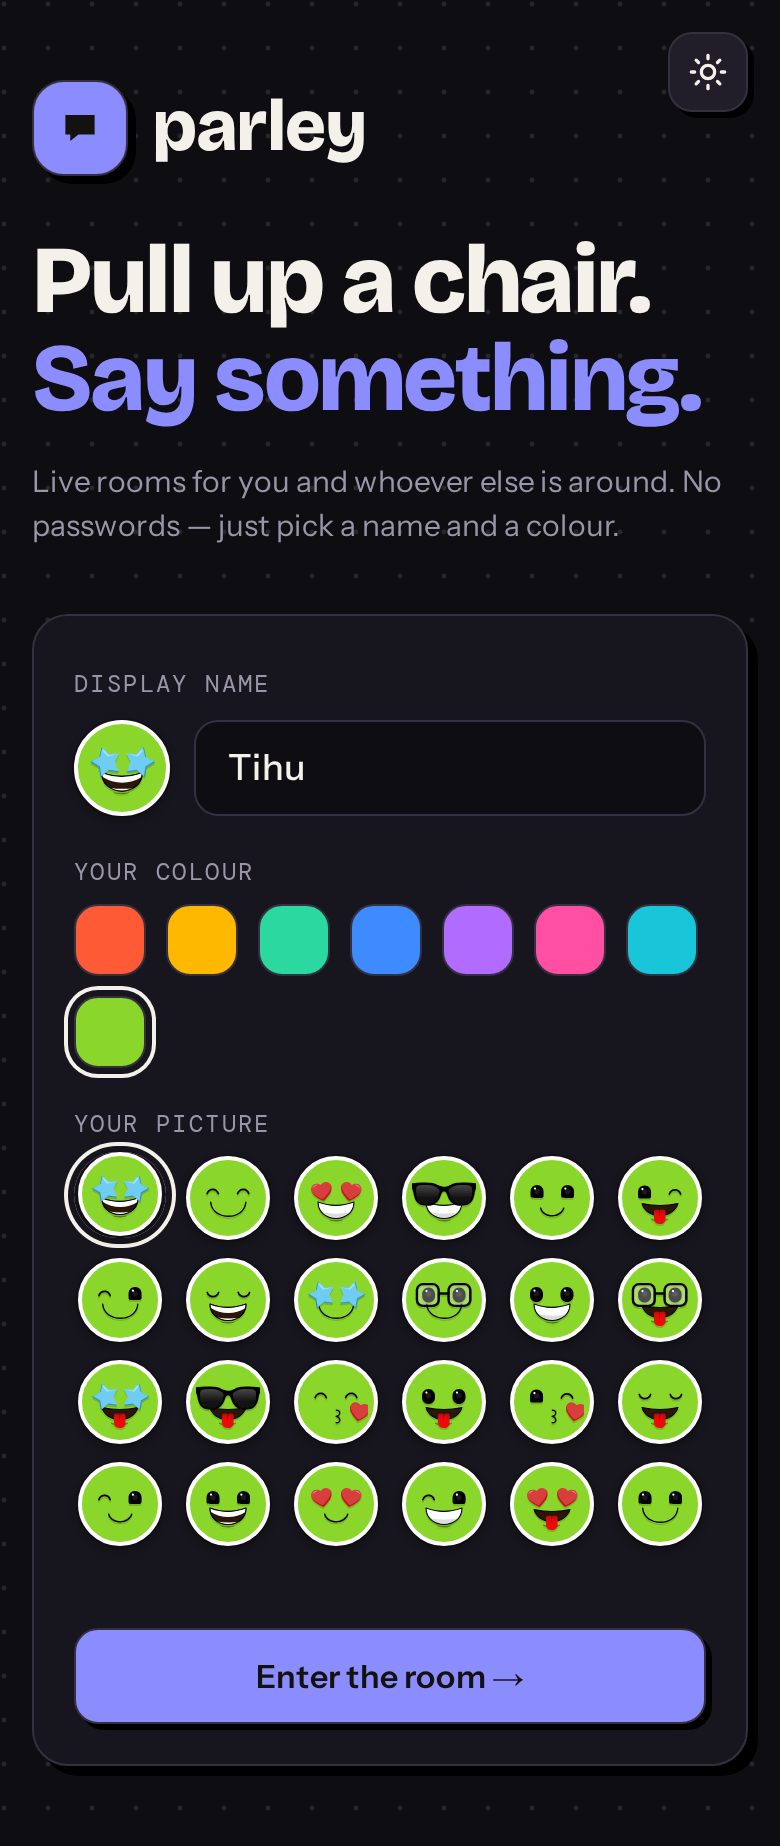 parley
Pull up a chair.
Say something.
Live rooms for you and whoever else is around. No
passwords — just pick a name and a colour.
DISPLAY NAME
Tihu
YOUR COLOUR
YOUR PICTURE
Enter the room →